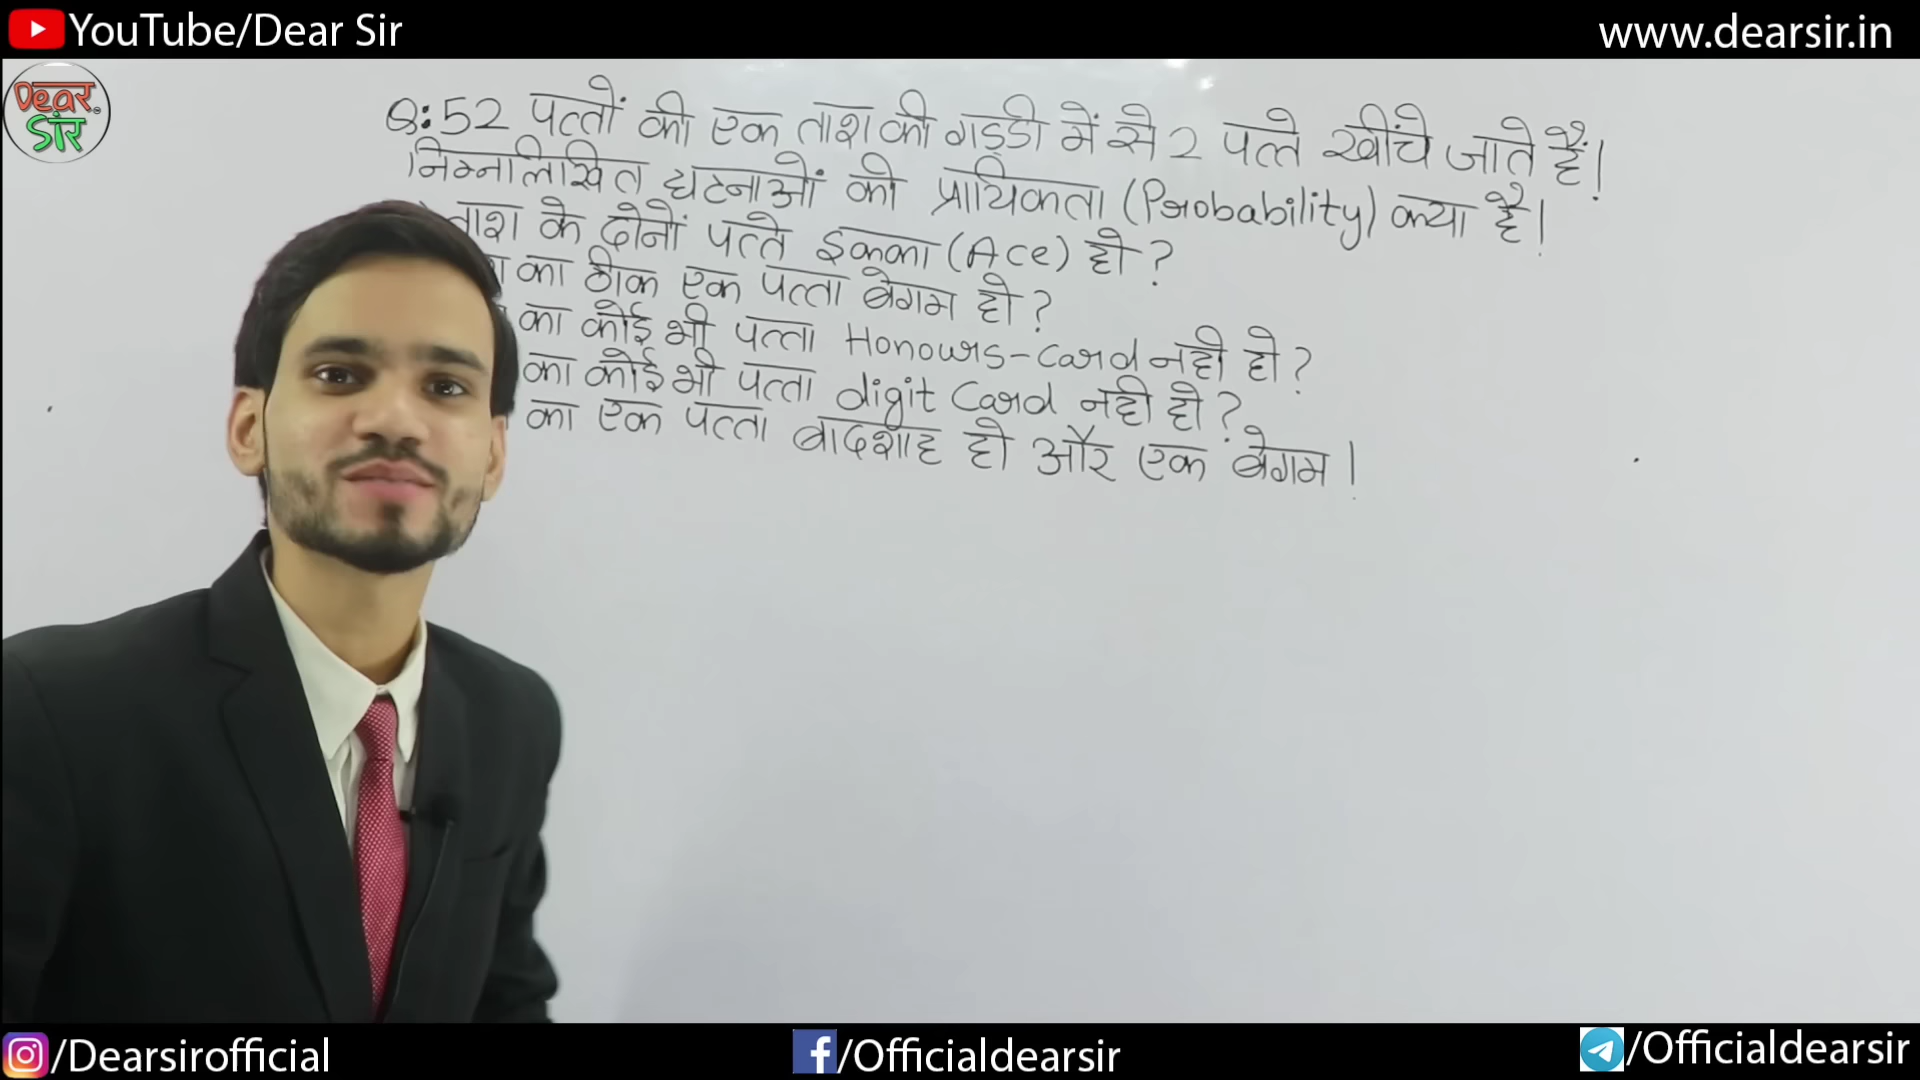 YouTube/Dear Sir
www.dearsir.in
Dear
सर
Q:52 पत्तों की एक ताश की गड्डी में से 2 पत्ते खींचे जाते हैं।
निम्नलिखित घटनाओं की प्रायिकता (Probability) क्या है।
ताश के दोनों पत्ते इक्का (Ace) हो?
का ठीक एक पत्ता बेगम हो?
का कोई भी पत्ता Honours-Card नही हो?
का कोई भी पत्ता digit Card नही हो?
का एक पत्ता बादशाह हो और एक बेगम।
/Dearsirofficial
/Officialdearsir
/Officialdearsir